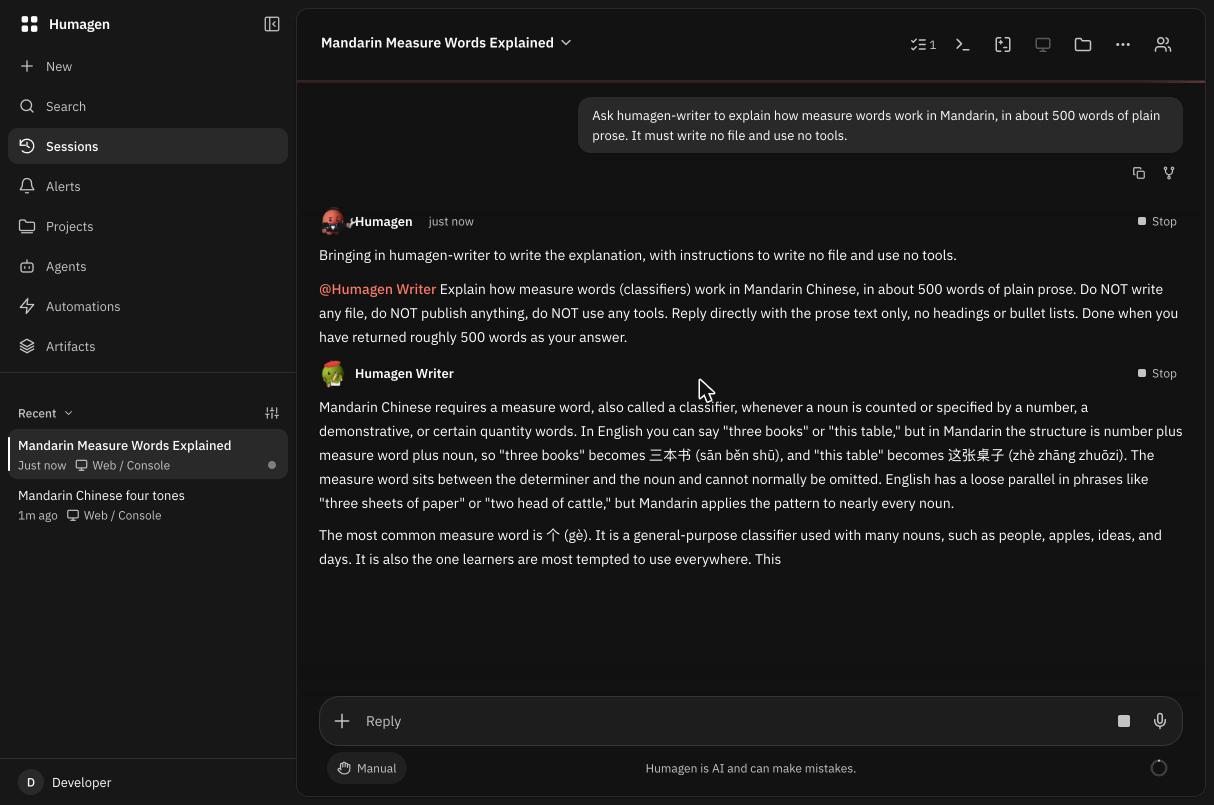 Humagen
New
Search
Sessions
Alerts
Projects
Agents
Automations
Artifacts
Recent
Mandarin Measure Words Explained
Just now Web / Console
Mandarin Chinese four tones
1m ago Web / Console
D Developer
Mandarin Measure Words Explained
1
Ask humagen-writer to explain how measure words work in Mandarin, in about 500 words of plain
prose. It must write no file and use no tools.
Humagen just now Stop
Bringing in humagen-writer to write the explanation, with instructions to write no file and use no tools.
@Humagen Writer Explain how measure words (classifiers) work in Mandarin Chinese, in about 500 words of plain prose. Do NOT write
any file, do NOT publish anything, do NOT use any tools. Reply directly with the prose text only, no headings or bullet lists. Done when you
have returned roughly 500 words as your answer.
Humagen Writer Stop
Mandarin Chinese requires a measure word, also called a classifier, whenever a noun is counted or specified by a number, a
demonstrative, or certain quantity words. In English you can say "three books" or "this table," but in Mandarin the structure is number plus
measure word plus noun, so "three books" becomes 三本书 (sān běn shū), and "this table" becomes 这张桌子 (zhè zhāng zhuōzi). The
measure word sits between the determiner and the noun and cannot normally be omitted. English has a loose parallel in phrases like
"three sheets of paper" or "two head of cattle," but Mandarin applies the pattern to nearly every noun.
The most common measure word is 个 (gè). It is a general-purpose classifier used with many nouns, such as people, apples, ideas, and
days. It is also the one learners are most tempted to use everywhere. This
Reply
Manual
Humagen is AI and can make mistakes.